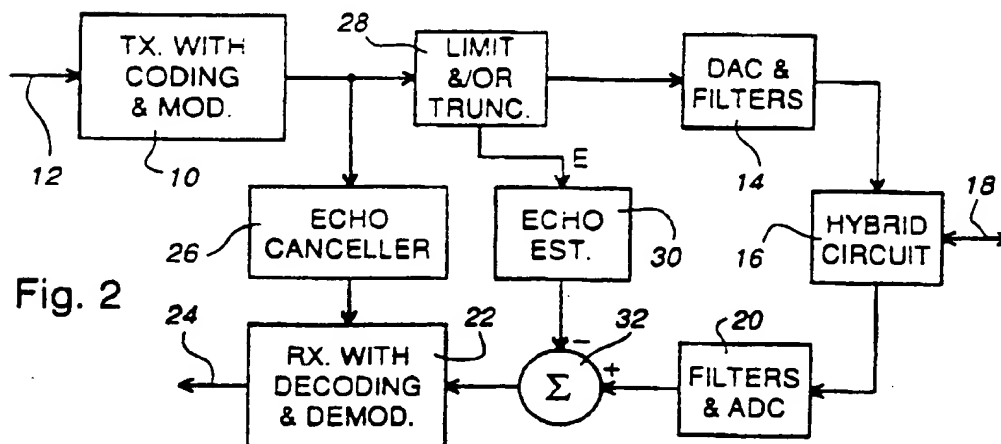 TX. WITH
CODING
& MOD.
12
10
28
LIMIT
&/OR
TRUNC.
DAC &
FILTERS
14
E
ECHO
CANCELLER
26
ECHO
EST.
30
HYBRID
CIRCUIT
16
18
Fig. 2
24
RX. WITH
DECODING
& DEMOD.
22
32
Σ
−
+
20
FILTERS
& ADC